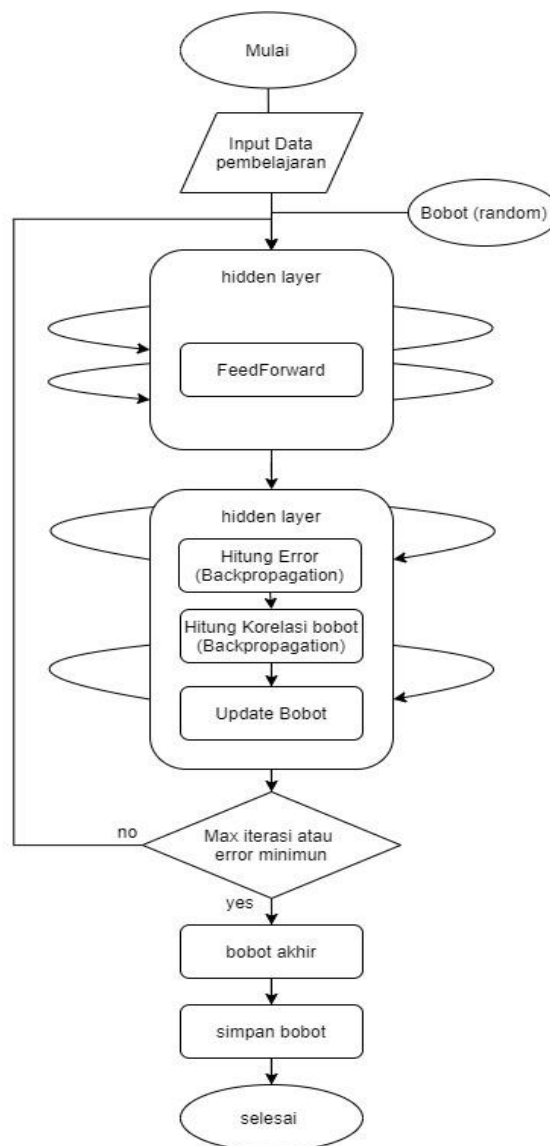 Mulai
Input Data
pembelajaran
Bobot (random)
hidden layer
FeedForward
hidden layer
Hitung Error
(Backpropagation)
Hitung Korelasi bobot
(Backpropagation)
Update Bobot
no
Max iterasi atau
error minimun
yes
bobot akhir
simpan bobot
selesai